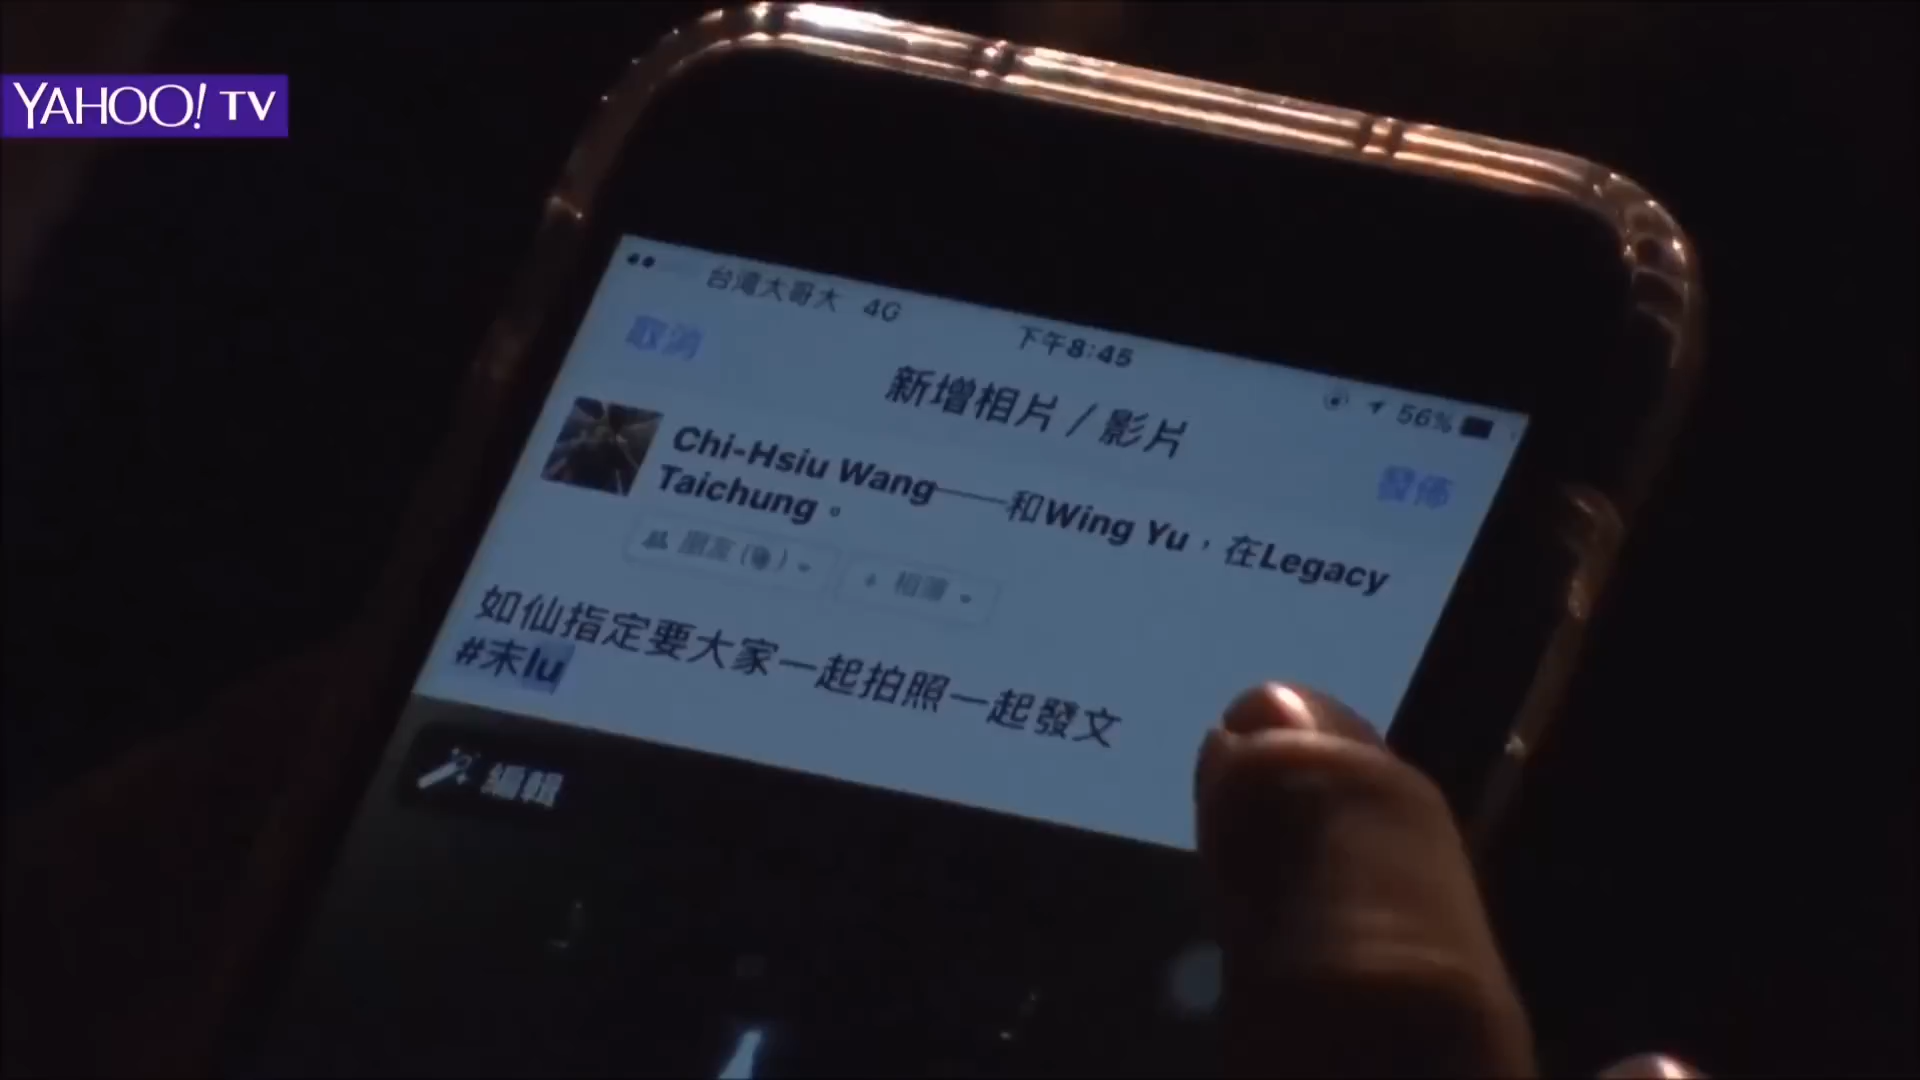 YAHOO! TV
台灣大哥大 4G
下午8:45
56%
取消
新增相片/影片
發佈
Chi-Hsiu Wang——和Wing Yu，在Legacy
Taichung。
相簿
如仙指定要大家一起拍照一起發文
#末lu
編輯